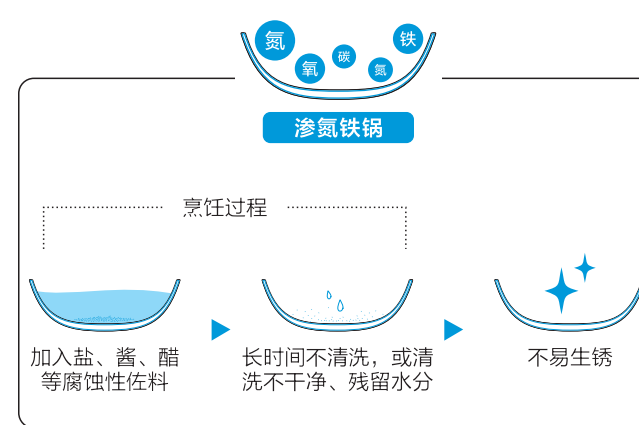 氮
氧
碳
氮
铁
渗氮铁锅
烹饪过程
加入盐、酱、醋
等腐蚀性佐料
长时间不清洗，或清
洗不干净、残留水分
不易生锈